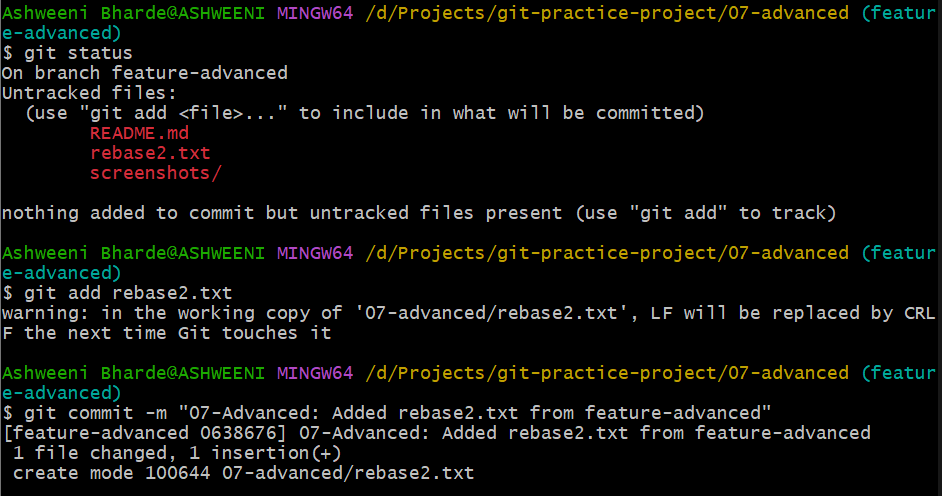 Ashweeni Bharde@ASHWEENI MINGW64 /d/Projects/git-practice-project/07-advanced (featur
e-advanced)
$ git status
On branch feature-advanced
Untracked files:
  (use "git add <file>..." to include in what will be committed)
        README.md
        rebase2.txt
        screenshots/

nothing added to commit but untracked files present (use "git add" to track)

Ashweeni Bharde@ASHWEENI MINGW64 /d/Projects/git-practice-project/07-advanced (featur
e-advanced)
$ git add rebase2.txt
warning: in the working copy of '07-advanced/rebase2.txt', LF will be replaced by CRL
F the next time Git touches it

Ashweeni Bharde@ASHWEENI MINGW64 /d/Projects/git-practice-project/07-advanced (featur
e-advanced)
$ git commit -m "07-Advanced: Added rebase2.txt from feature-advanced"
[feature-advanced 0638676] 07-Advanced: Added rebase2.txt from feature-advanced
 1 file changed, 1 insertion(+)
 create mode 100644 07-advanced/rebase2.txt